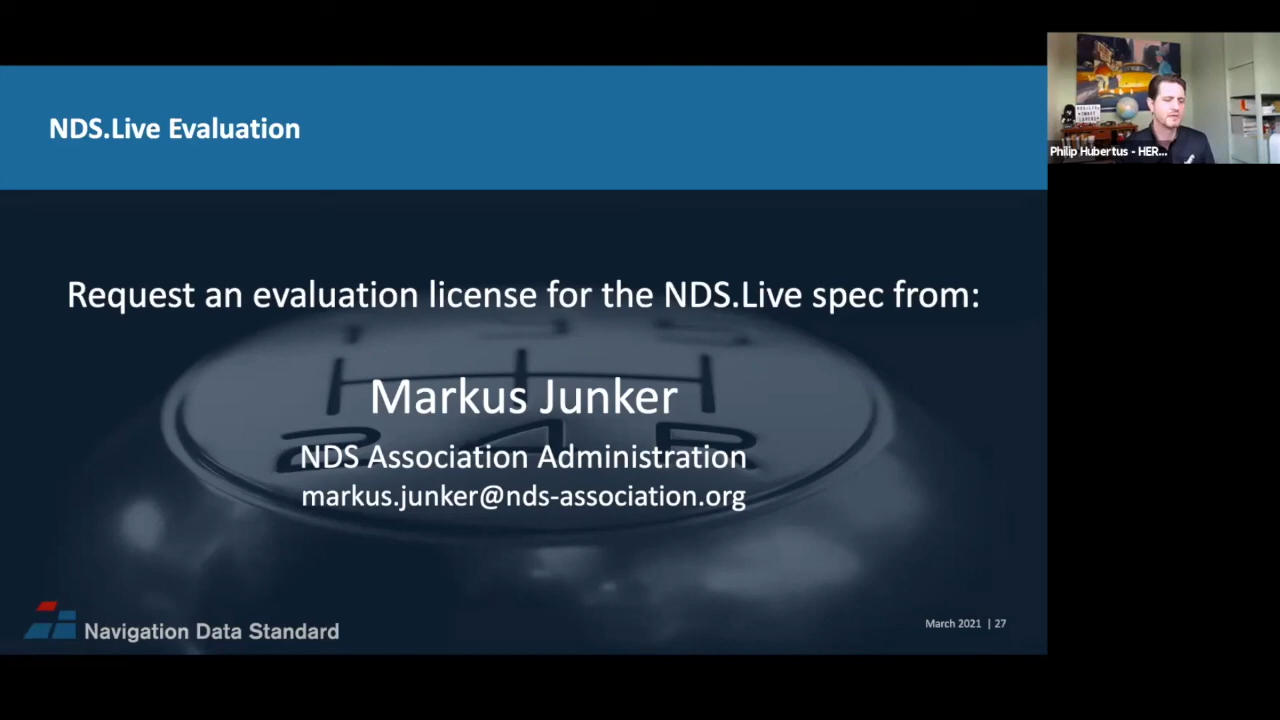 NDS.Live Evaluation
Philip Hubertus - HER...
Request an evaluation license for the NDS.Live spec from:
Markus Junker
NDS Association Administration
markus.junker@nds-association.org
Navigation Data Standard
March 2021 | 27